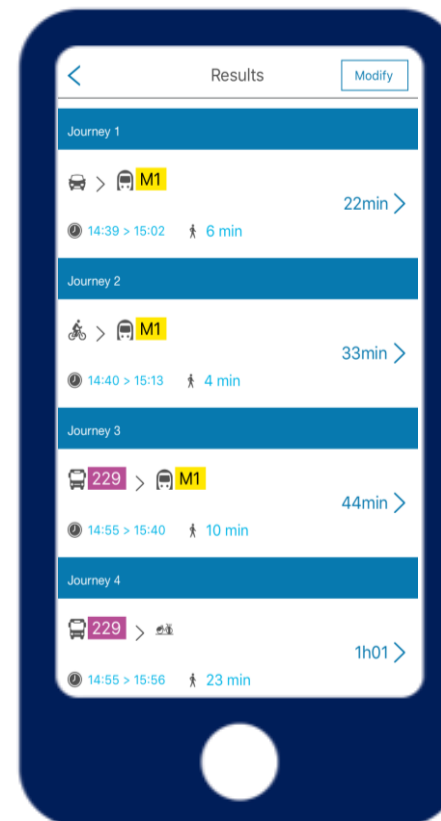 Results
Modify
Journey 1
> M1
22min >
14:39 > 15:02 6 min
Journey 2
> M1
33min >
14:40 > 15:13 4 min
Journey 3
229 > M1
44min >
14:55 > 15:40 10 min
Journey 4
229 >
1h01 >
14:55 > 15:56 23 min